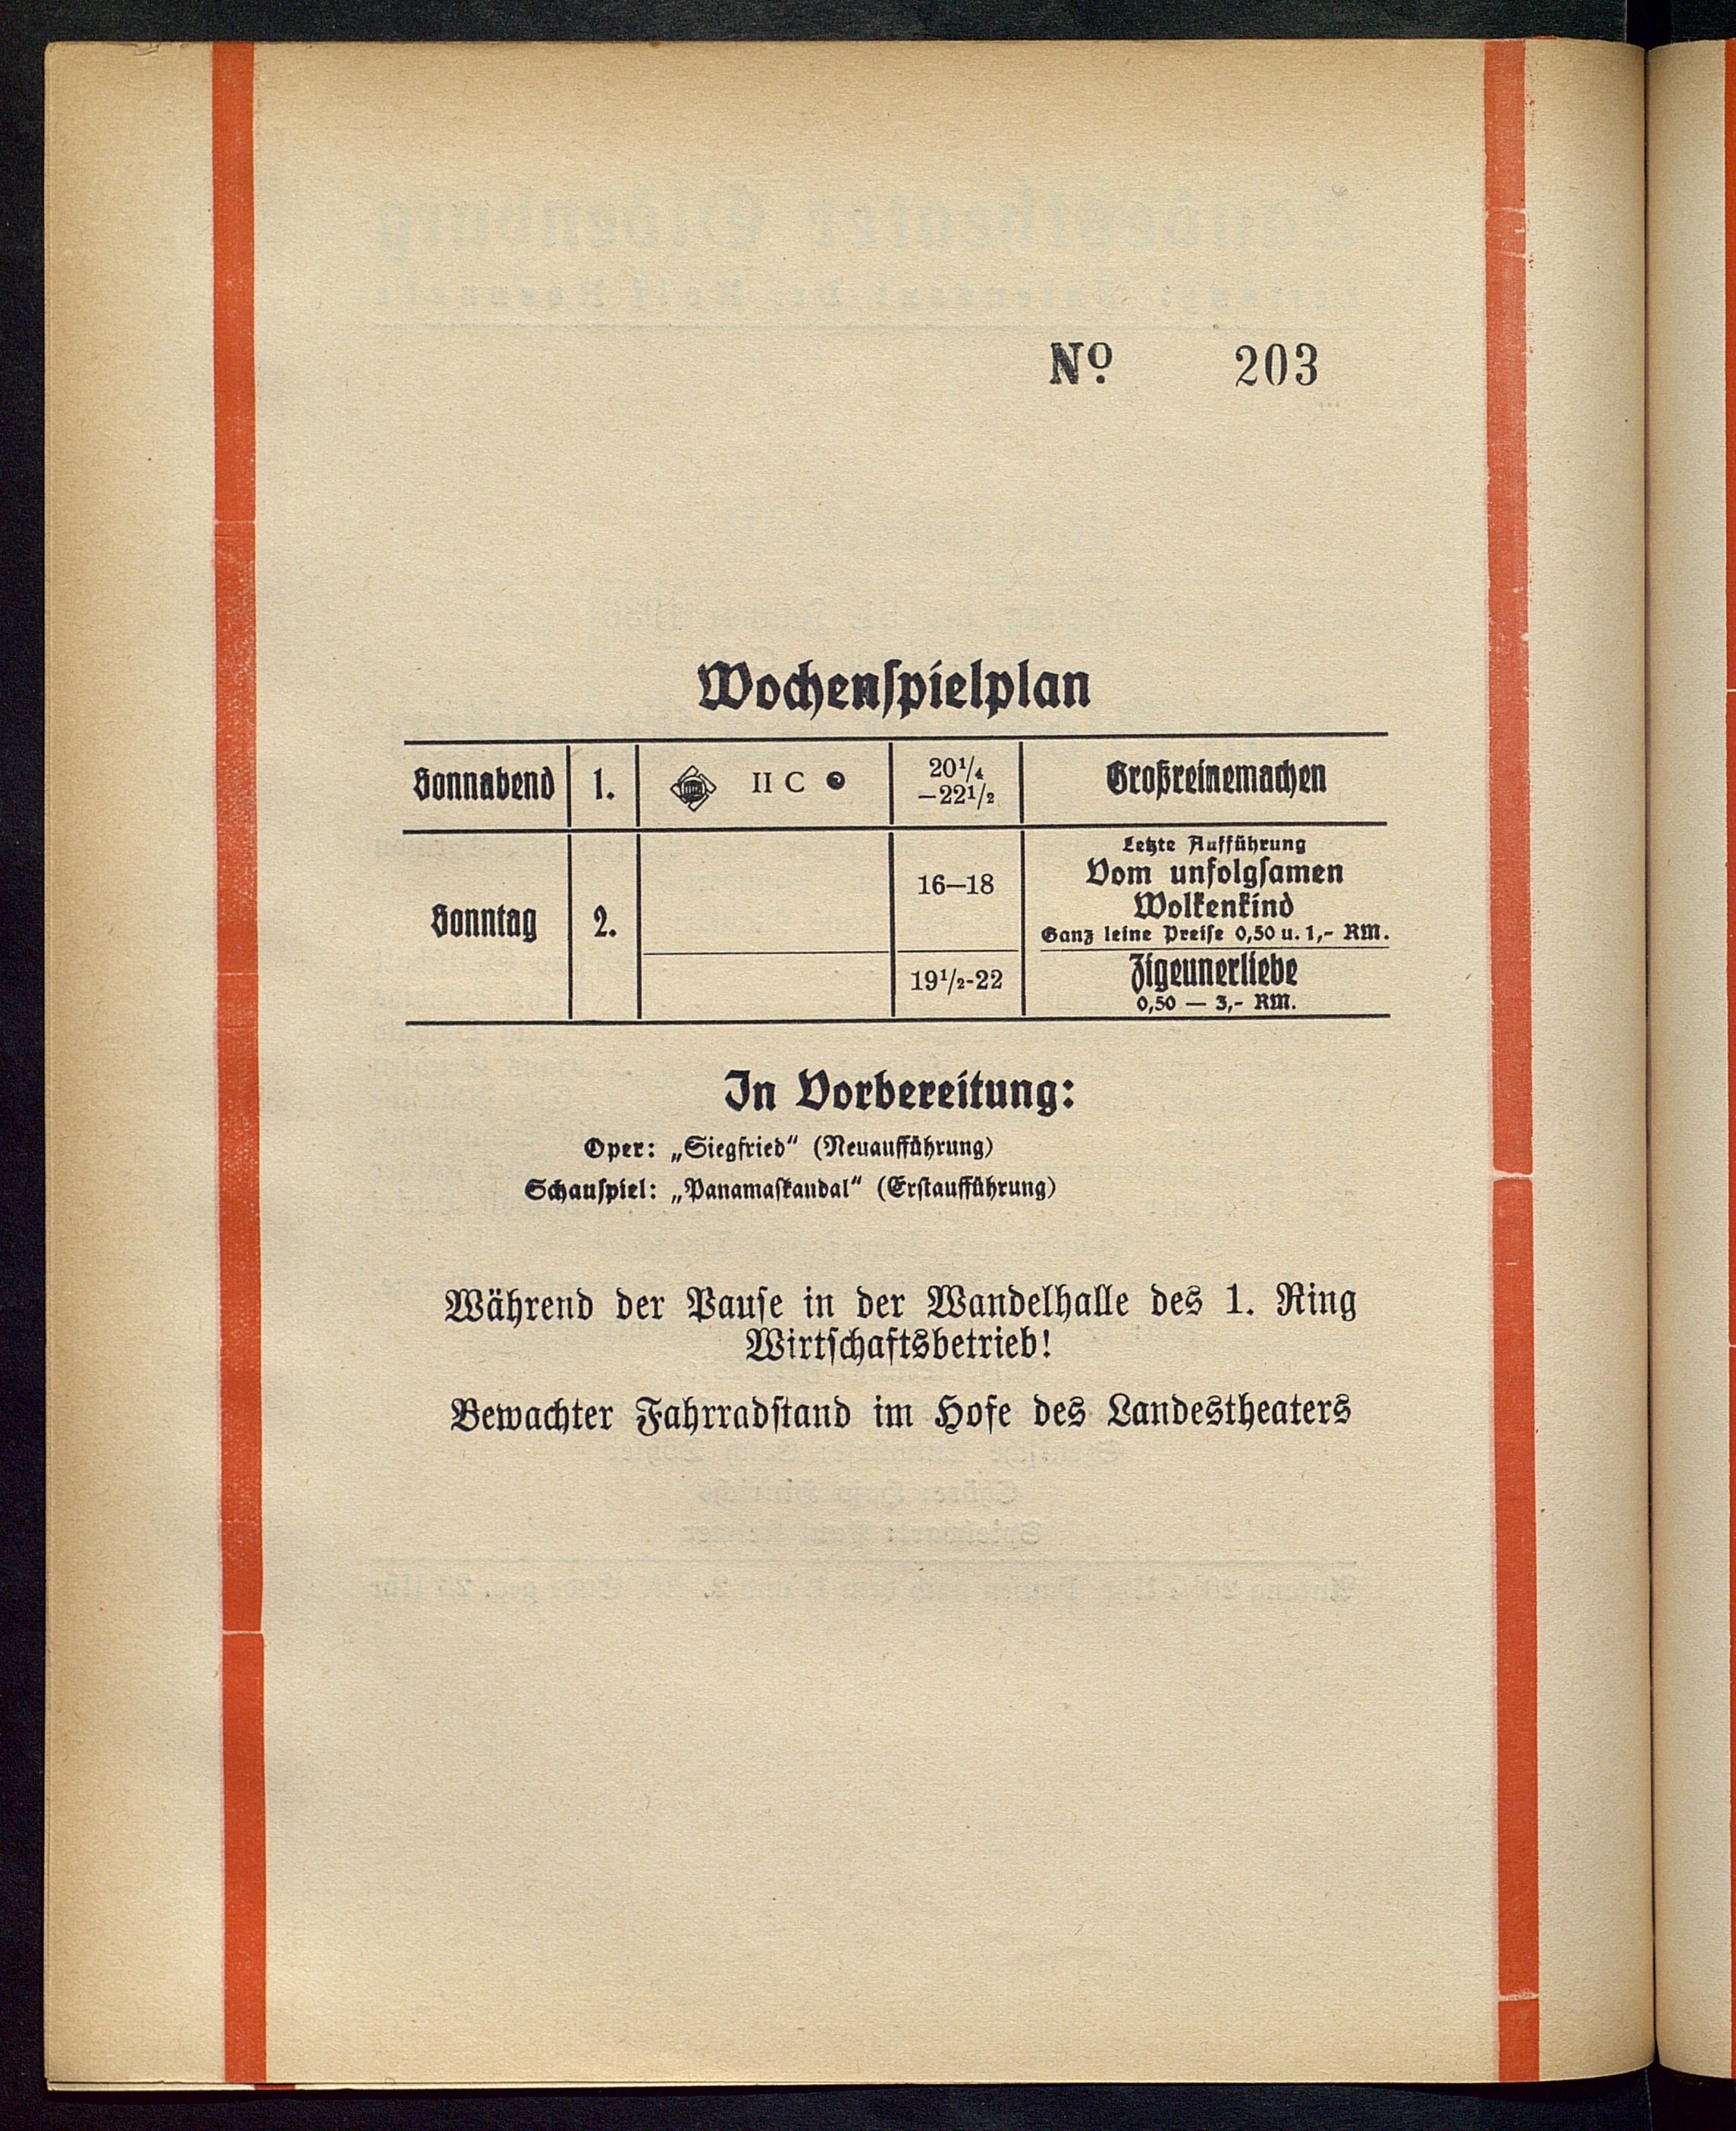 No. 203
Wochenspielplan
Sonnabend 1. II C 20¼ –22½ Großreinemachen
Sonntag 2. 16–18 Letzte Aufführung
Vom unfolgsamen
Wolkenkind
Ganz leine Preise 0,50 u. 1,- RM.
19½-22 Zigeunerliebe
0,50 — 3,- RM.
In Vorbereitung:
Oper: „Siegfried“ (Neuaufführung)
Schauspiel: „Panamaskandal“ (Erstaufführung)
Während der Pause in der Wandelhalle des 1. Ring
Wirtschaftsbetrieb!
Bewachter Fahrradstand im Hofe des Landestheaters